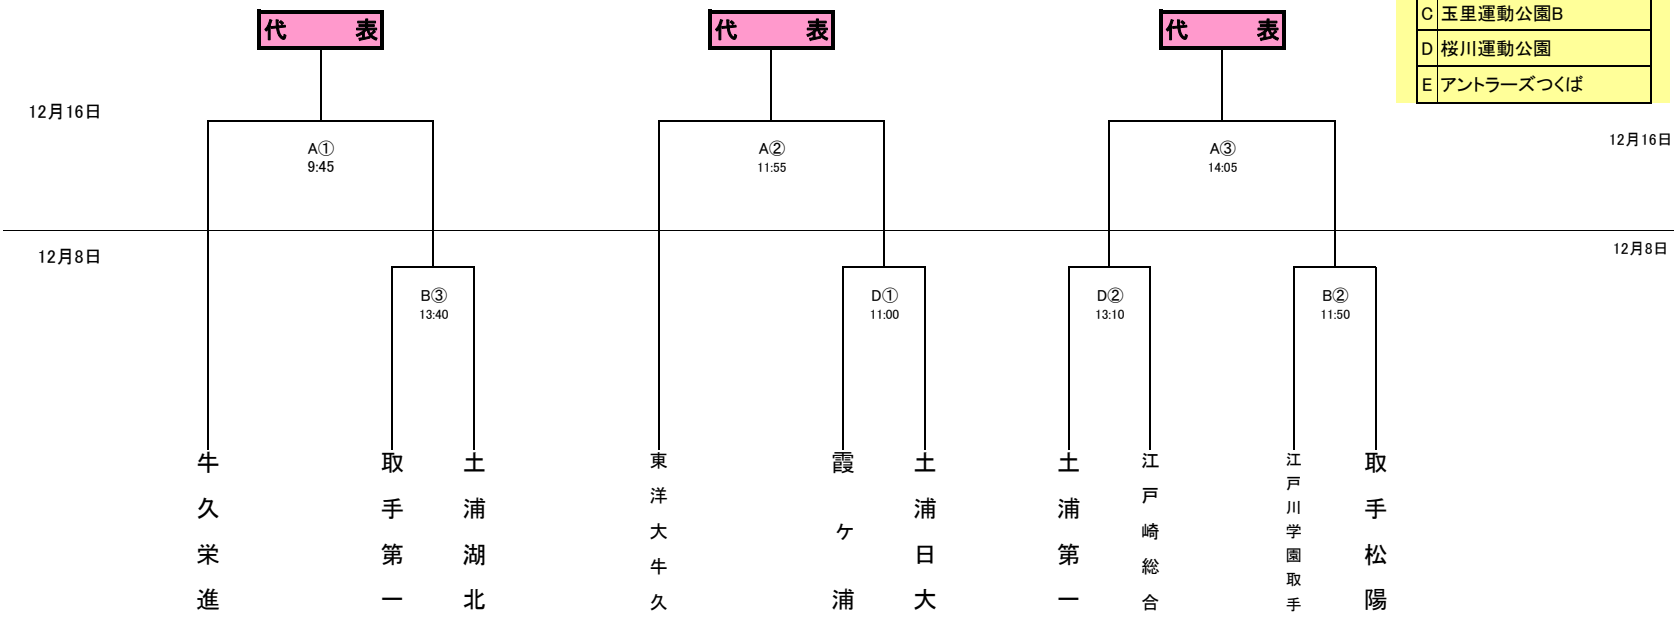 代 表
代 表
代 表
C 玉里運動公園B
D 桜川運動公園
E アントラーズつくば
12月16日
12月16日
A①
9:45
A②
11:55
A③
14:05
12月8日
12月8日
B③
13:40
D①
11:00
D②
13:10
B②
11:50
牛久栄進
取手第一
土浦湖北
東洋大牛久
霞ヶ浦
土浦日大
土浦第一
江戸崎総合
江戸川学園取手
取手松陽